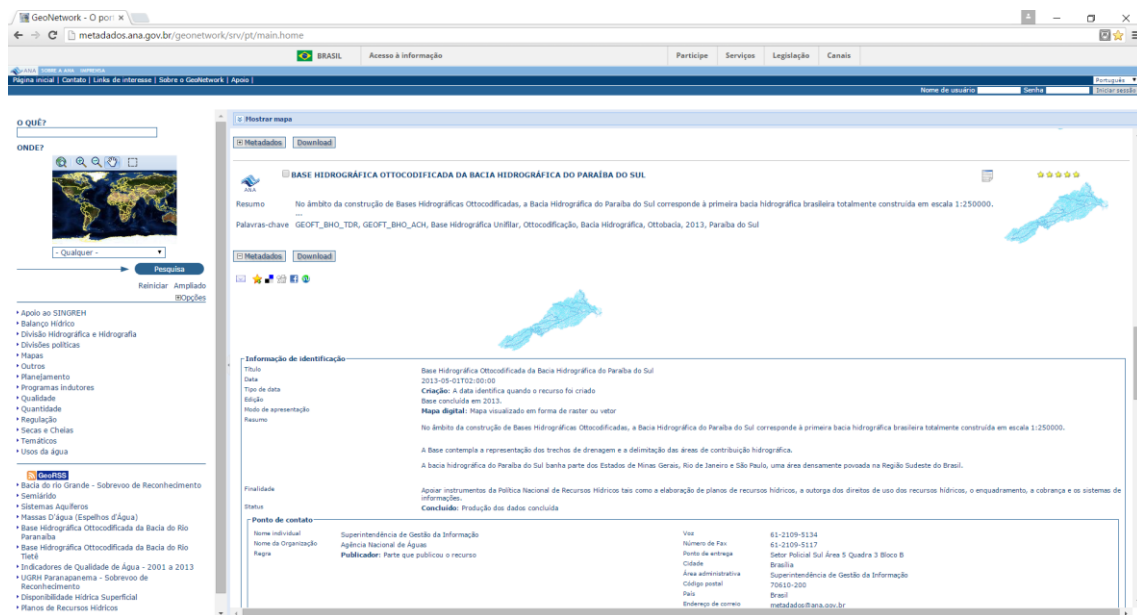 GeoNetwork - O port
metadados.ana.gov.br/geonetwork/srv/pt/main.home
BRASIL Acesso à informação Participe Serviços Legislação Canais
ANA SOBRE A ANA IMPRENSA
Página inicial | Contato | Links de interesse | Sobre o GeoNetwork | Apoio |
Português
Nome de usuário Senha Iniciar sessão
O QUÊ?
ONDE?
- Qualquer -
Pesquisa
Reiniciar Ampliado
Opções
Apoio ao SINGREH
Balanço Hídrico
Divisão Hidrográfica e Hidrografia
Divisões políticas
Mapas
Outros
Planejamento
Programas indutores
Qualidade
Quantidade
Regulação
Secas e Cheias
Temáticos
Usos da água
GeoRSS
Bacia do rio Grande - Sobrevoo de Reconhecimento
Semiárido
Sistemas Aquíferos
Massas D'água (Espelhos d'Água)
Base Hidrográfica Ottocodificada da Bacia do Rio
Paranaíba
Base Hidrográfica Ottocodificada da Bacia do Rio
Tietê
Indicadores de Qualidade de Água - 2001 a 2013
UGRH Paranapanema - Sobrevoo de
Reconhecimento
Disponibilidade Hídrica Superficial
Planos de Recursos Hídricos
Mostrar mapa
Metadados Download
ANA
BASE HIDROGRÁFICA OTTOCODIFICADA DA BACIA HIDROGRÁFICA DO PARAÍBA DO SUL
Resumo No âmbito da construção de Bases Hidrográficas Ottocodificadas, a Bacia Hidrográfica do Paraíba do Sul corresponde à primeira bacia hidrográfica brasileira totalmente construída em escala 1:250000.
---
Palavras-chave GEOFT_BHO_TDR, GEOFT_BHO_ACH, Base Hidrográfica Unifilar, Ottocodificação, Bacia Hidrográfica, Ottobacia, 2013, Paraíba do Sul
Metadados Download
Informação de identificação
Título Base Hidrográfica Ottocodificada da Bacia Hidrográfica do Paraíba do Sul
Data 2013-05-01T02:00:00
Tipo de data Criação: A data identifica quando o recurso foi criado
Edição Base concluída em 2013.
Modo de apresentação Mapa digital: Mapa visualizado em forma de raster ou vetor
Resumo
No âmbito da construção de Bases Hidrográficas Ottocodificadas, a Bacia Hidrográfica do Paraíba do Sul corresponde à primeira bacia hidrográfica brasileira totalmente construída em escala 1:250000.
A Base contempla a representação dos trechos de drenagem e a delimitação das áreas de contribuição hidrográfica.
A bacia hidrográfica do Paraíba do Sul banha parte dos Estados de Minas Gerais, Rio de Janeiro e São Paulo, uma área densamente povoada na Região Sudeste do Brasil.
Finalidade Apoiar instrumentos da Política Nacional de Recursos Hídricos tais como a elaboração de planos de recursos hídricos, a autorga dos direitos de uso dos recursos hídricos, o enquadramento, a cobrança e os sistemas de
informações.
Status Concluído: Produção dos dados concluída
Ponto de contato
Nome individual Superintendência de Gestão da Informação
Nome da Organização Agência Nacional de Águas
Regra Publicador: Parte que publicou o recurso
Voz 61-2109-5134
Número de Fax 61-2109-5117
Ponto de entrega Setor Policial Sul Área 5 Quadra 3 Bloco B
Cidade Brasília
Área administrativa Superintendência de Gestão da Informação
Código postal 70610-200
País Brasil
Endereço de correio metadados@ana.gov.br